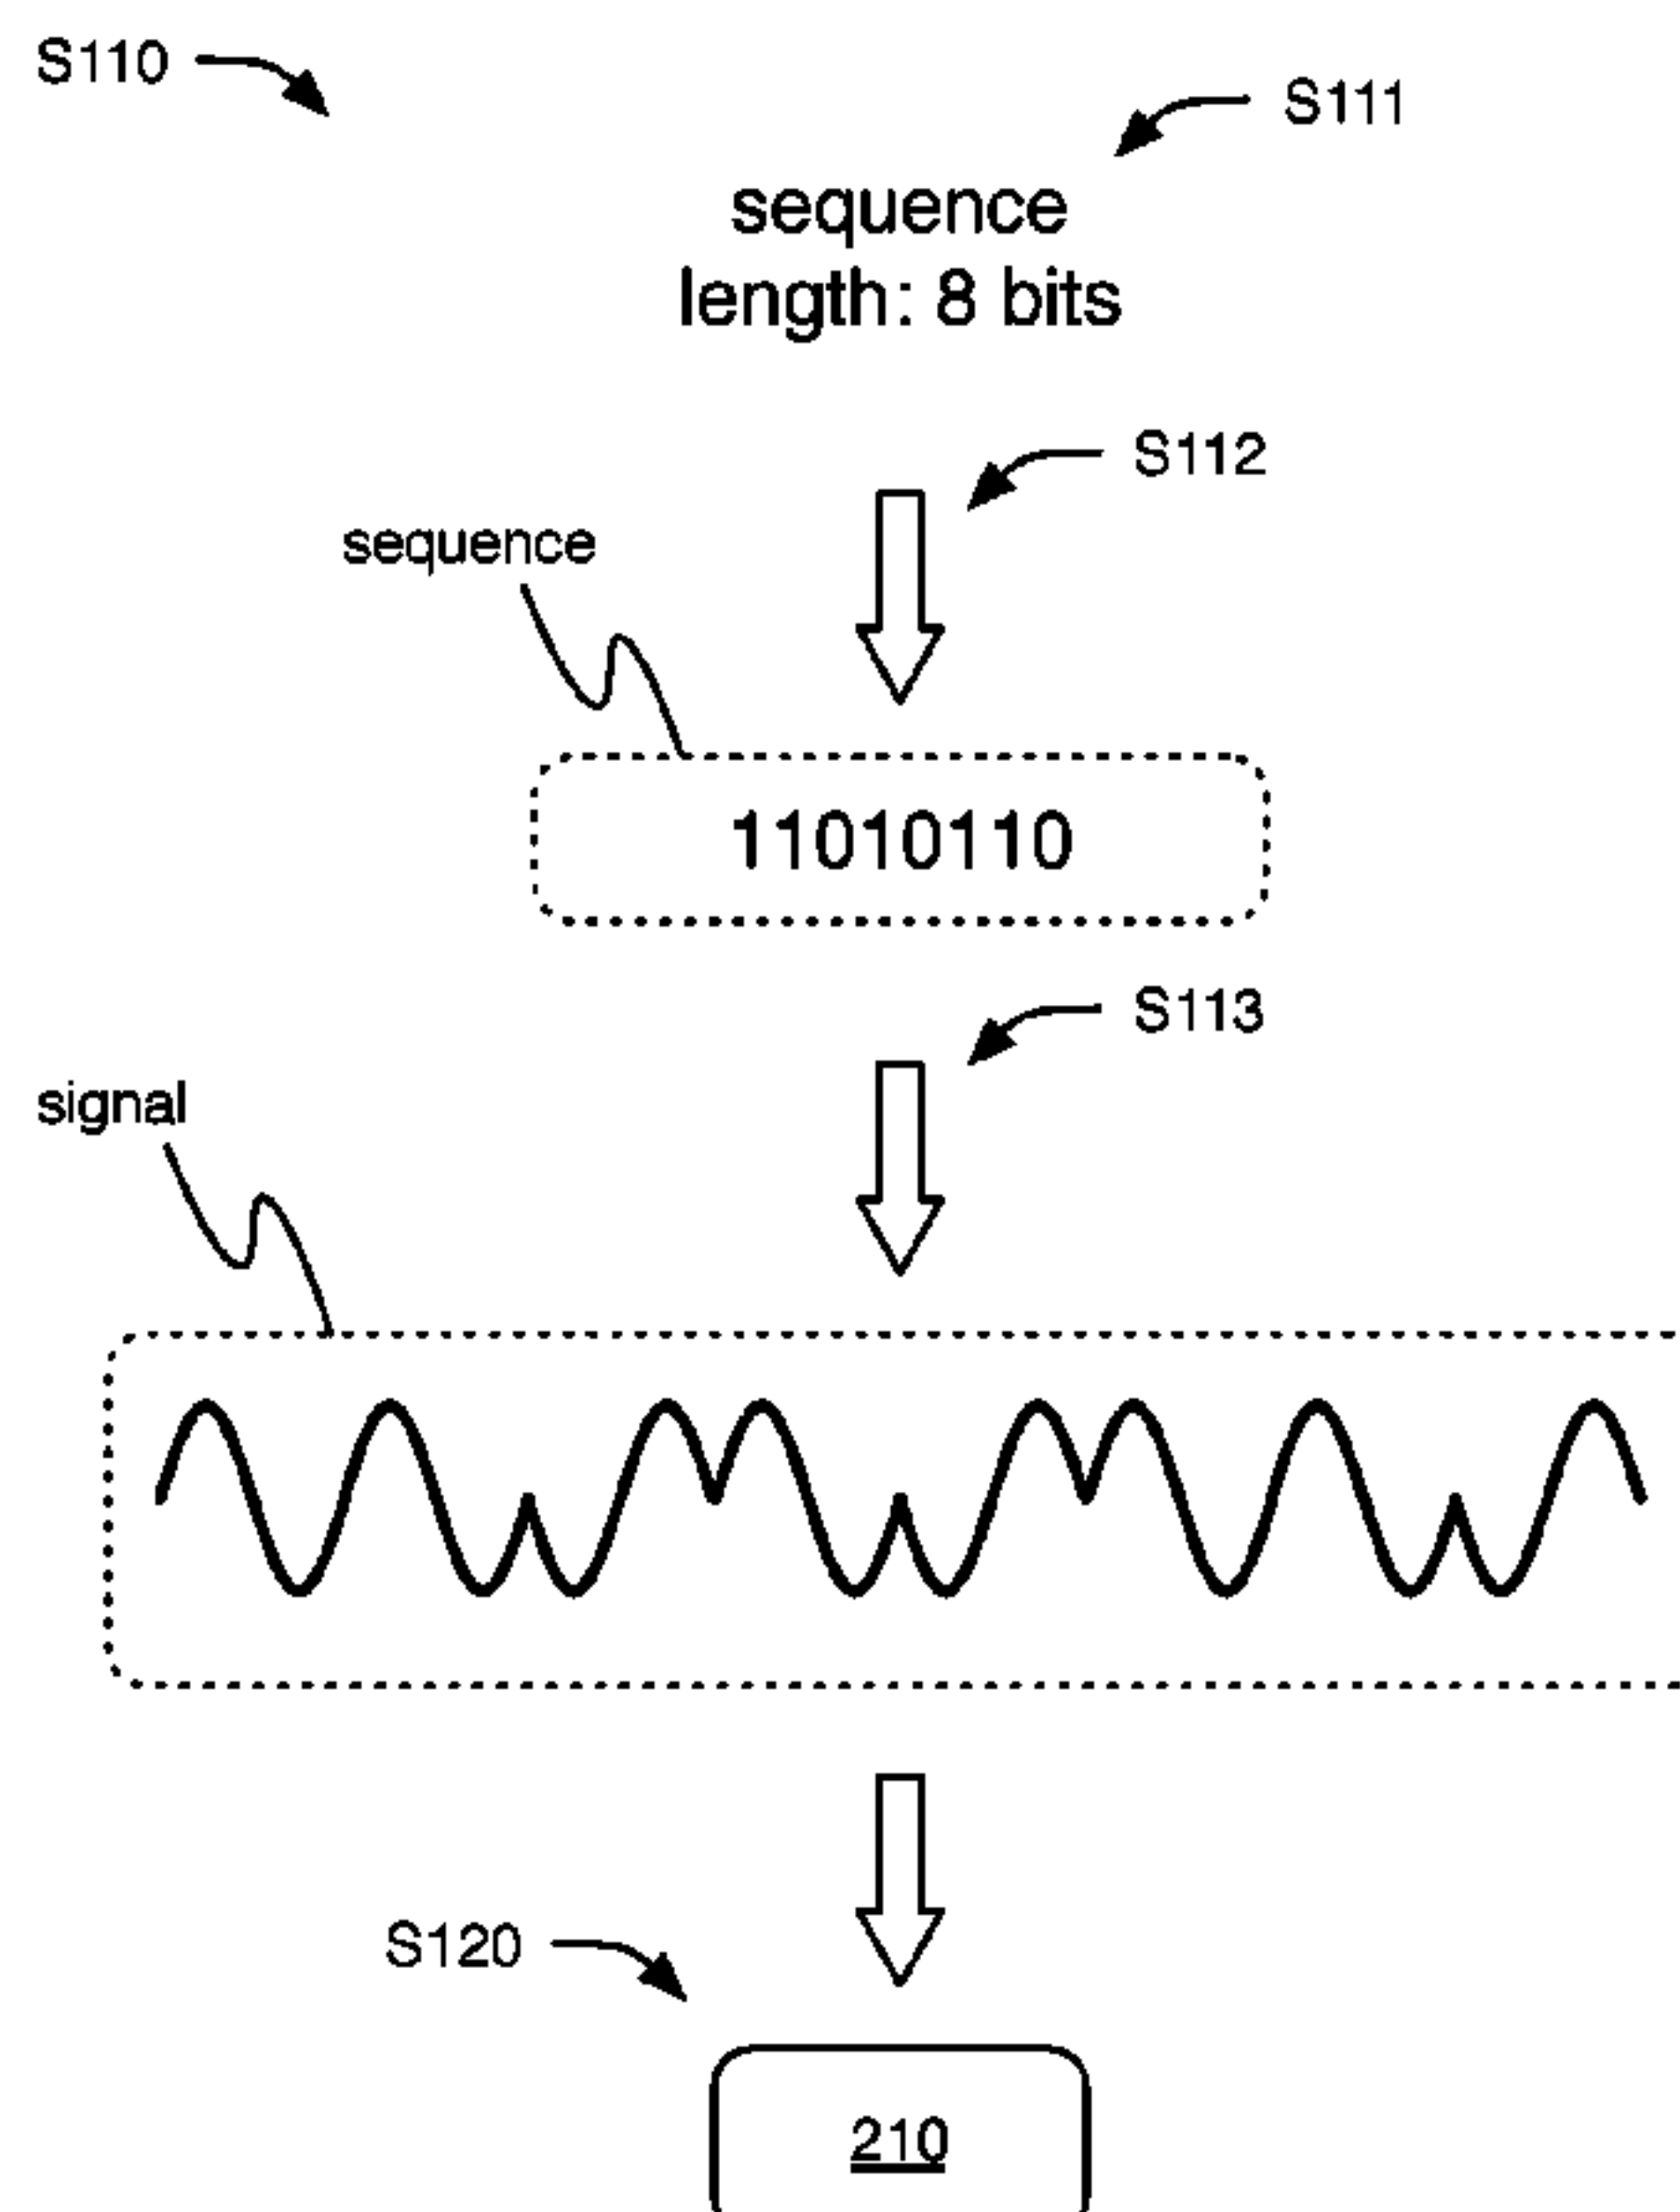 S110
S111
sequence
length: 8 bits
S112
sequence
11010110
S113
signal
S120
210